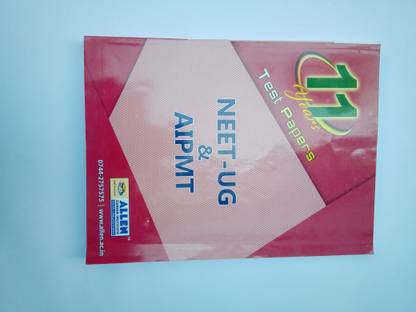 11
Years
Test Papers
NEET-UG
&
AIPMT
ALLEN
0744-2757575 | www.allen.ac.in